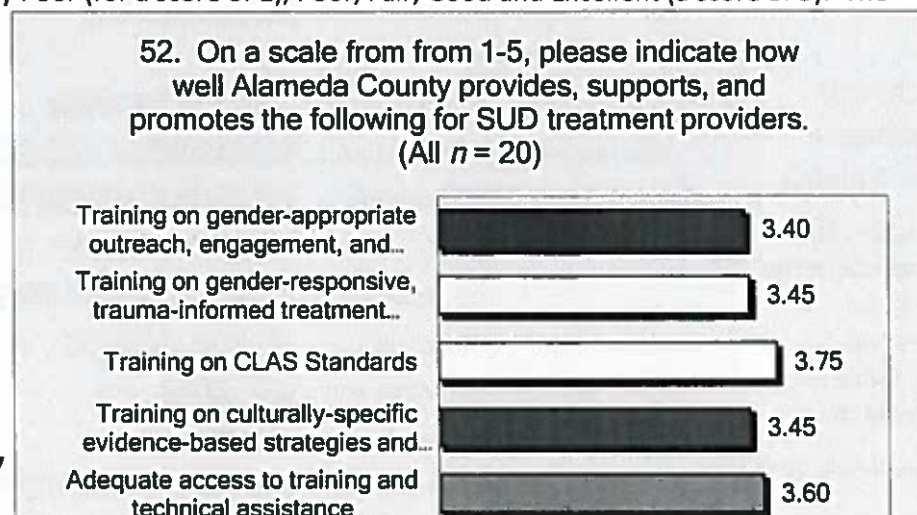 52. On a scale from from 1-5, please indicate how
well Alameda County provides, supports, and
promotes the following for SUD treatment providers.
(All n = 20)
Training on gender-appropriate
outreach, engagement, and...
3.40
Training on gender-responsive,
trauma-informed treatment...
3.45
Training on CLAS Standards
3.75
Training on culturally-specific
evidence-based strategies and...
3.45
Adequate access to training and
technical assistance
3.60